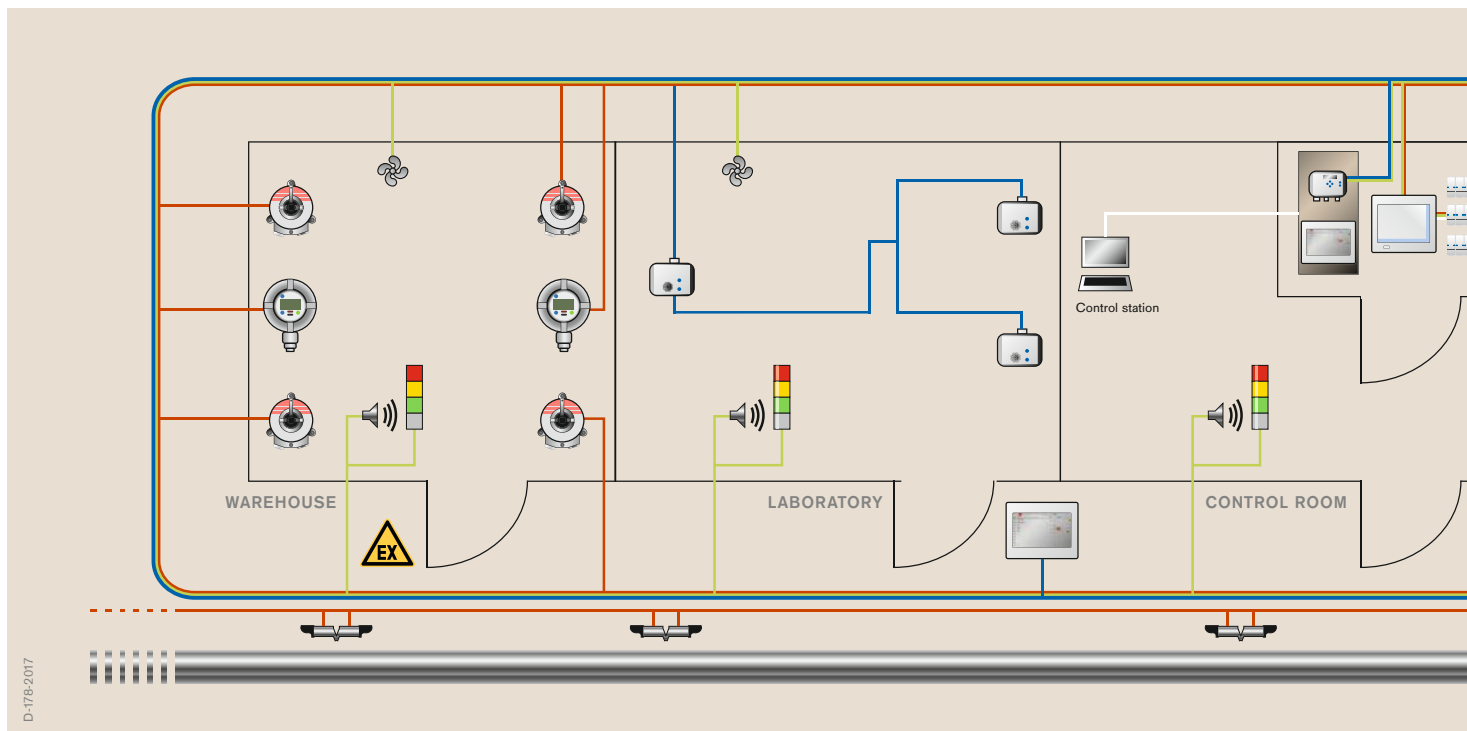 Control station
WAREHOUSE
LABORATORY
CONTROL ROOM
EX
D-178-2017